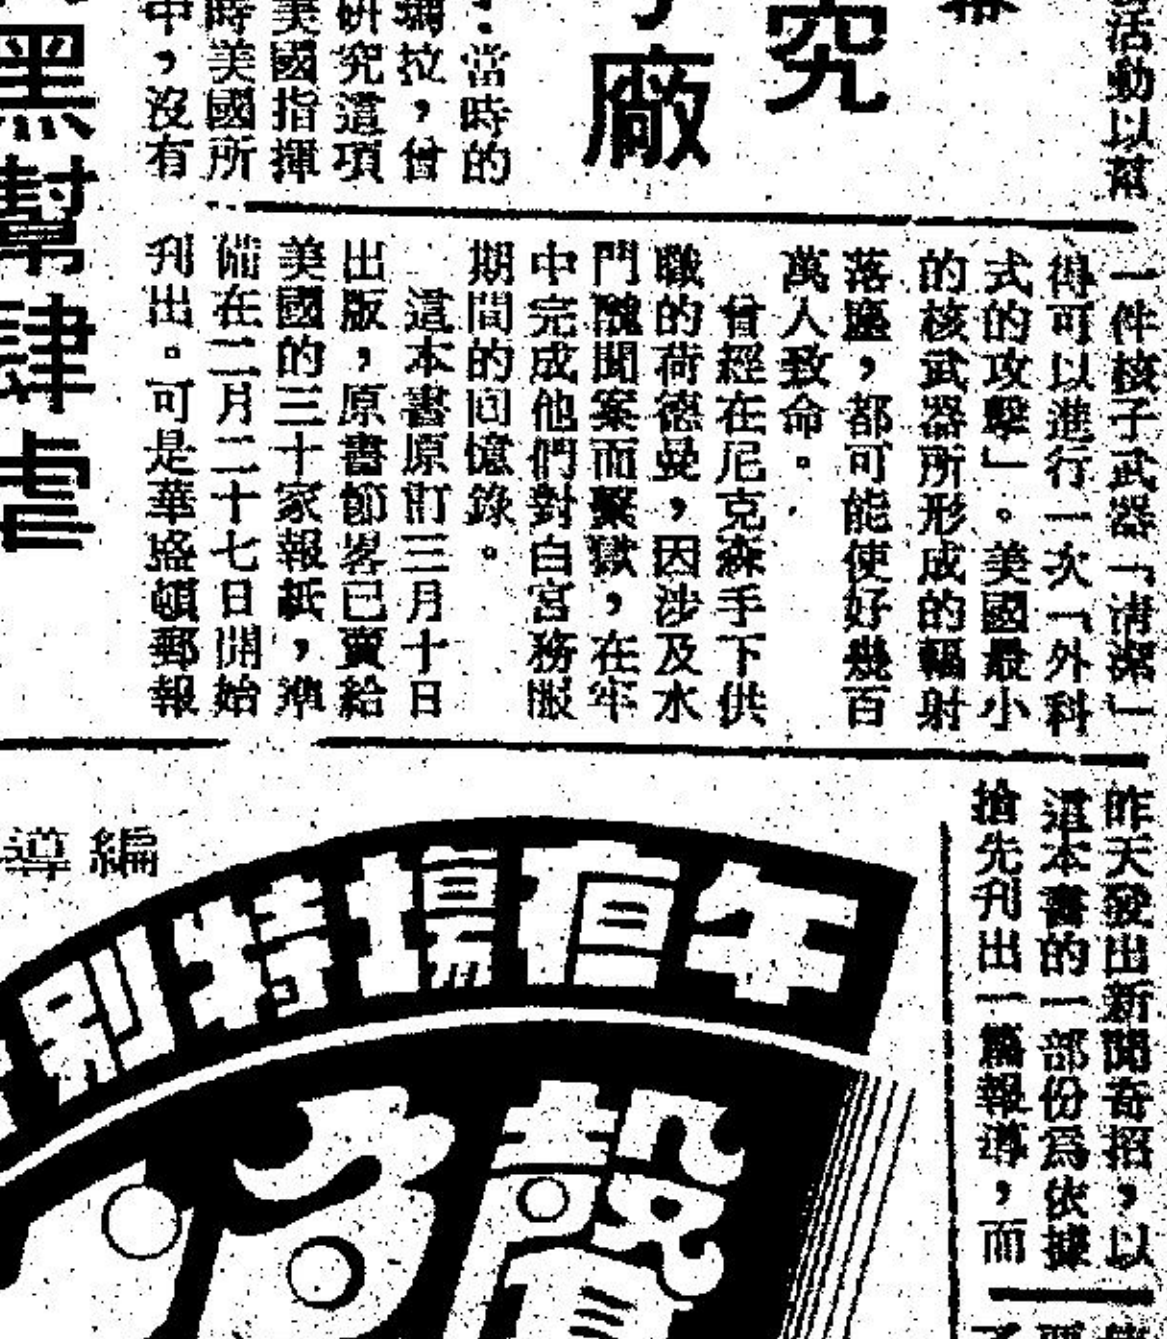 活動以幫
究
廠
當時的
瑪拉，曾
研究這項
美國指揮
時美國所
中，沒有
黑幫肆虐
一件核子武器「清潔」
得可以進行一次「外科
式的攻擊」。美國最小
的核武器所形成的輻射
落塵，都可能使好幾百
萬人致命。
曾經在尼克森手下供
職的荷德曼，因涉及水
門醜聞案而繫獄，在牢
中完成他們對白宮務服
期間的回憶錄。
這本書原訂三月十日
出版，原書節畧已賣給
美國的三十家報紙，準
備在二月二十七日開始
刋出。可是華盛頓郵報
昨天發出新聞奇招，以
這本書的一部份為依據
搶先刋出一篇報導，而
導編
別特場夜午